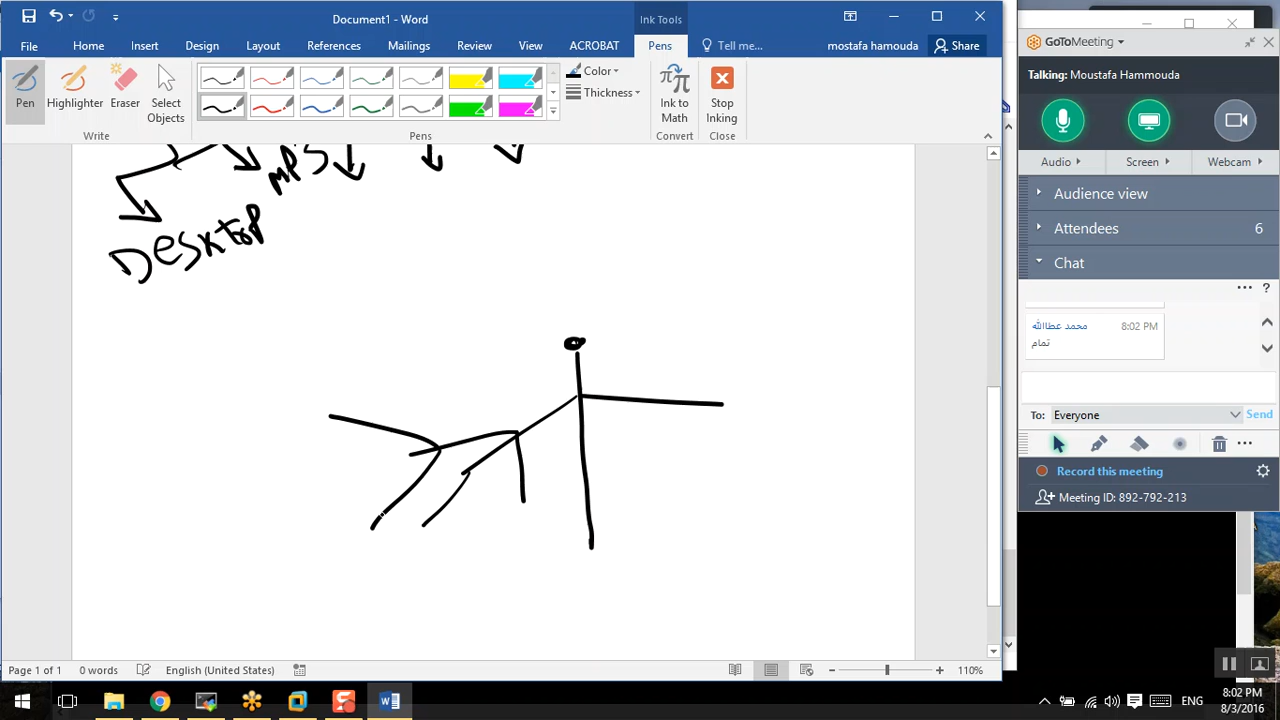 Document1 - Word
Ink Tools
File
Home
Insert
Design
Layout
References
Mailings
Review
View
ACROBAT
Pens
Tell me...
mostafa hamouda
Share
Pen
Highlighter
Eraser
Select Objects
Color
Thickness
Ink to Math
Stop Inking
Write
Pens
Convert
Close
MPS
Desktop
Page 1 of 1
0 words
English (United States)
110%
GoToMeeting
Talking: Moustafa Hammouda
Audio
Screen
Webcam
Audience view
Attendees
6
Chat
?
محمد عطاالله
8:02 PM
تمام
To:
Everyone
Send
Record this meeting
Meeting ID: 892-792-213
ENG
8:02 PM
8/3/2016